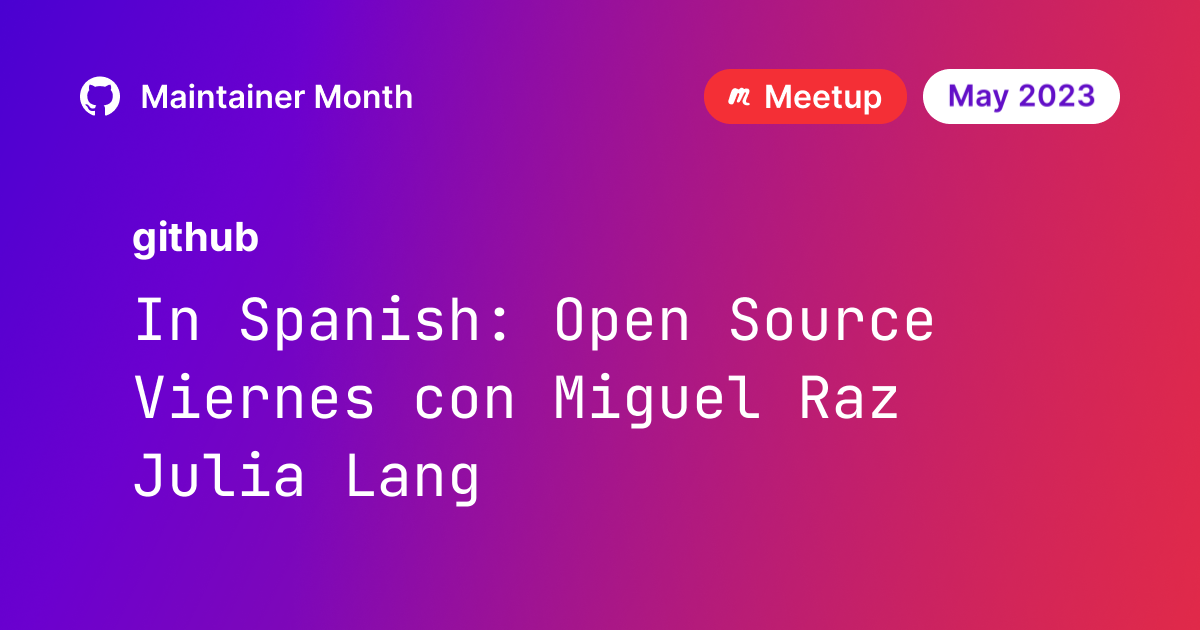 Maintainer Month
Meetup
May 2023
github
In Spanish: Open Source
Viernes con Miguel Raz
Julia Lang